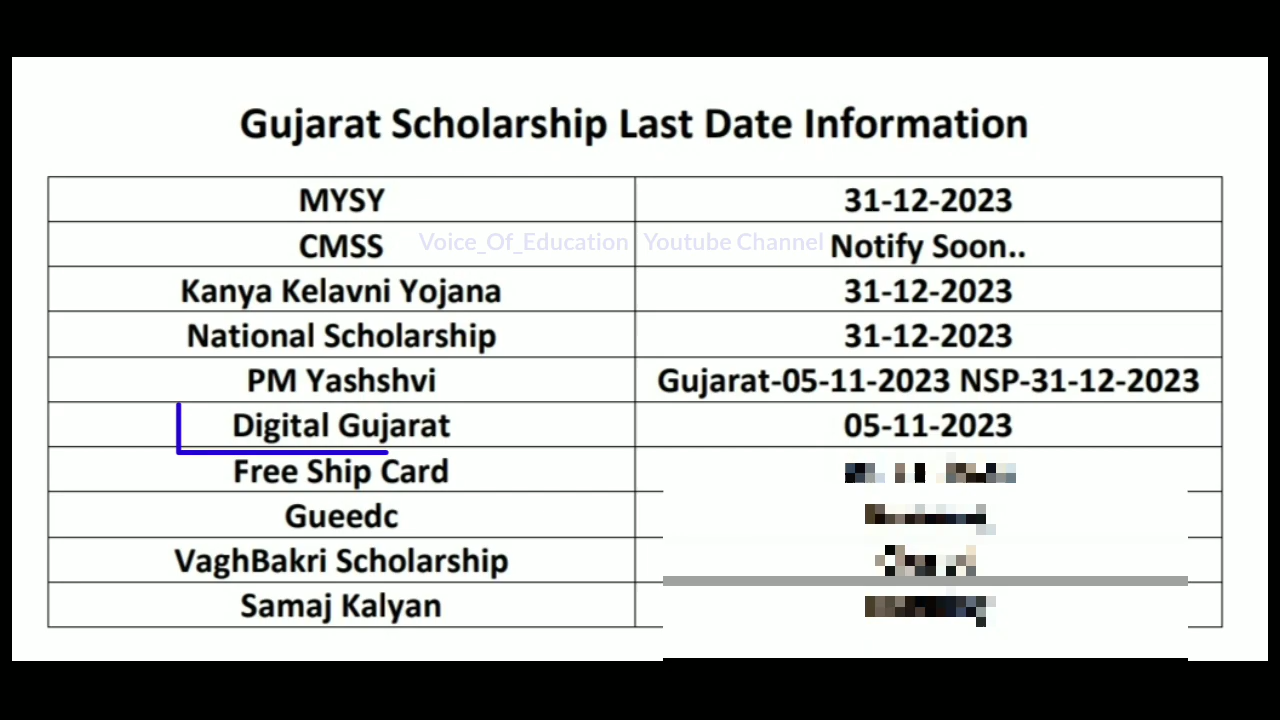 Gujarat Scholarship Last Date Information
MYSY 31-12-2023
CMSS Notify Soon..
Voice_Of_Education Youtube Channel
Kanya Kelavni Yojana 31-12-2023
National Scholarship 31-12-2023
PM Yashshvi Gujarat-05-11-2023 NSP-31-12-2023
Digital Gujarat 05-11-2023
Free Ship Card
Gueedc
VaghBakri Scholarship
Samaj Kalyan